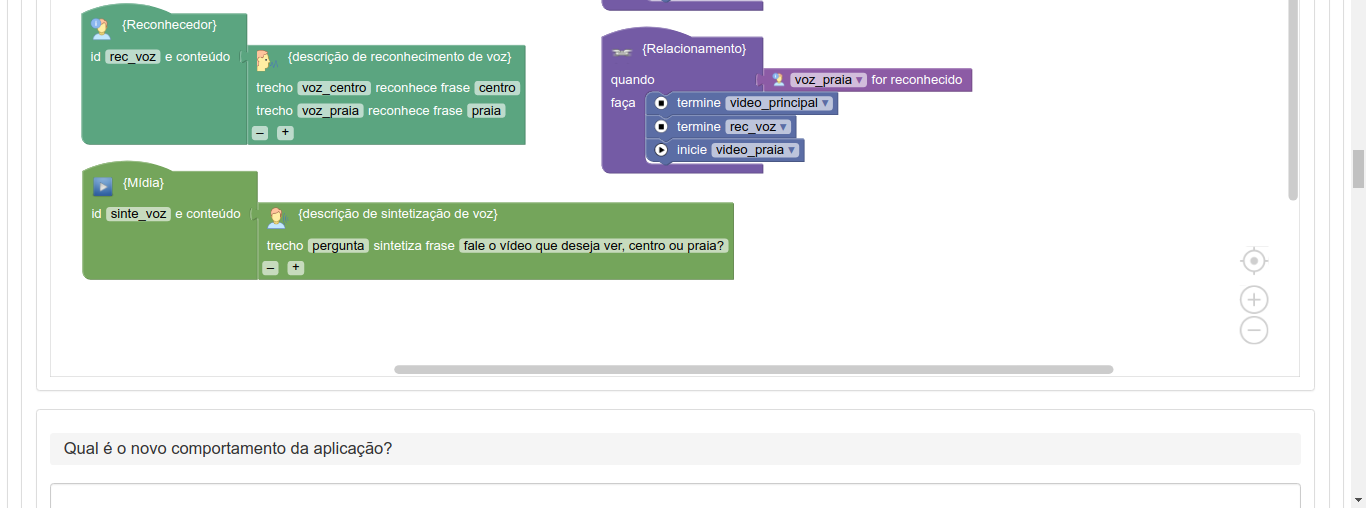 {Reconhecedor}
id rec_voz e conteúdo
{descrição de reconhecimento de voz}
trecho voz_centro reconhece frase centro
trecho voz_praia reconhece frase praia
– +
{Relacionamento}
quando voz_praia ▾ for reconhecido
faça termine video_principal ▾
termine rec_voz ▾
inicie video_praia ▾
{Mídia}
id sinte_voz e conteúdo
{descrição de sintetização de voz}
trecho pergunta sintetiza frase fale o vídeo que deseja ver, centro ou praia?
– +
Qual é o novo comportamento da aplicação?